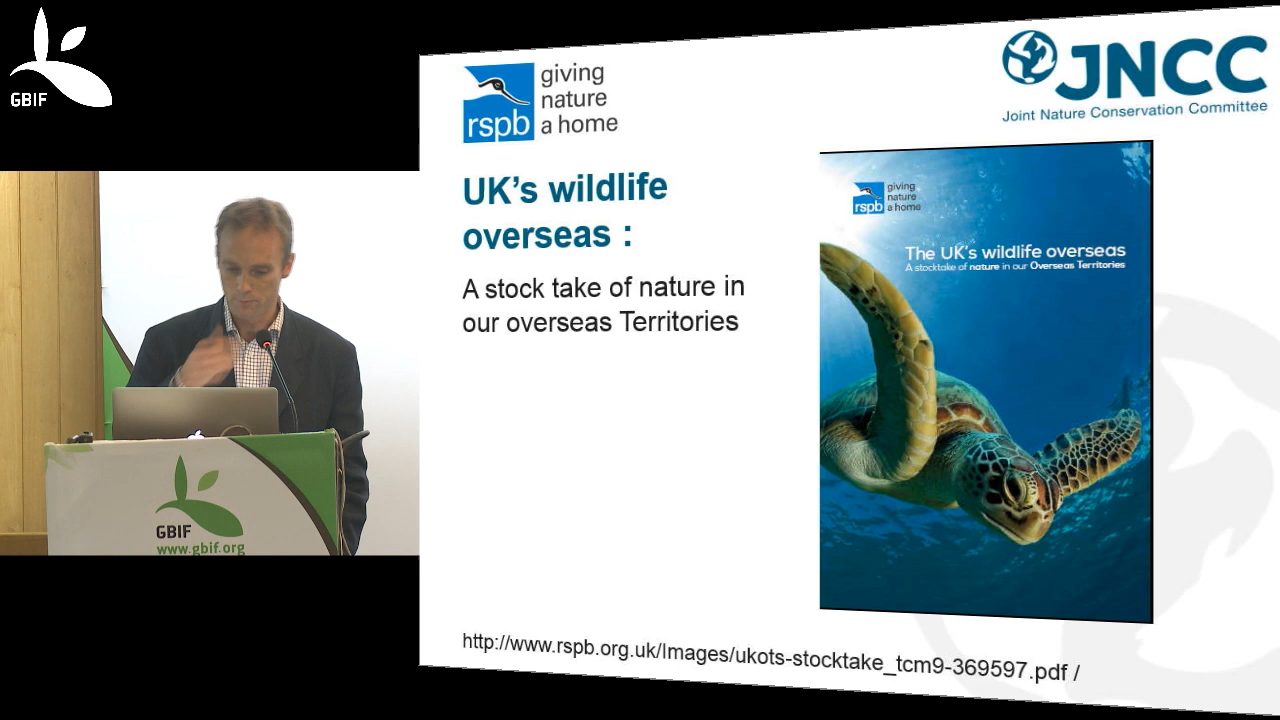 GBIF
rspb
giving
nature
a home
JNCC
Joint Nature Conservation Committee
UK's wildlife
overseas :
A stock take of nature in
our overseas Territories
rspb
giving
nature
a home
The UK's wildlife overseas
A stocktake of nature in our Overseas Territories
GBIF
www.gbif.org
http://www.rspb.org.uk/Images/ukots-stocktake_tcm9-369597.pdf /